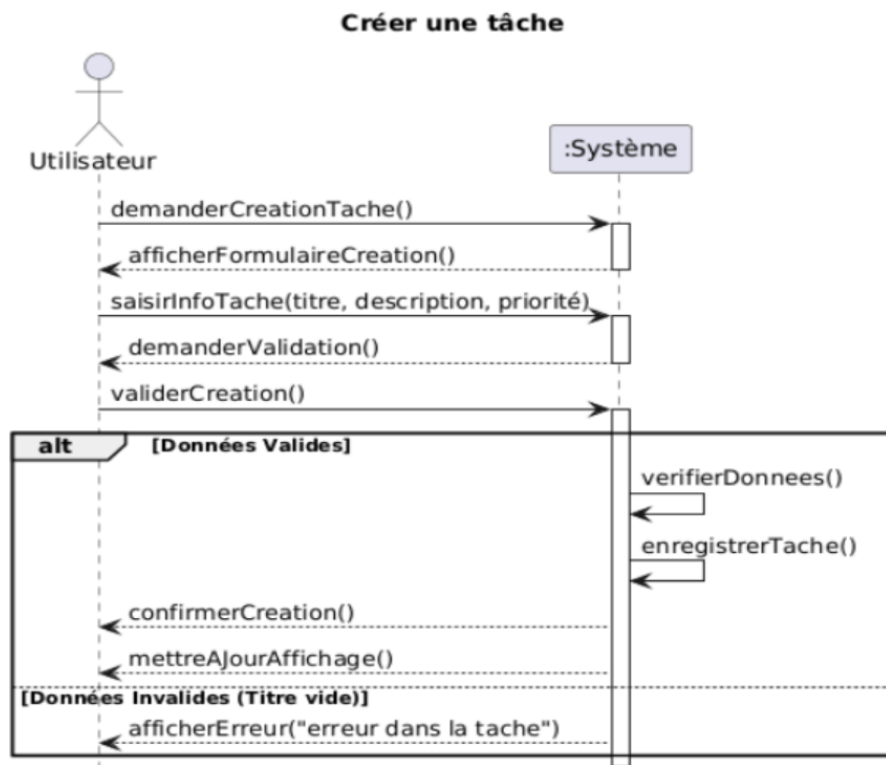 Créer une tâche
Utilisateur
:Système
demanderCreationTache()
afficherFormulaireCreation()
saisirInfoTache(titre, description, priorité)
demanderValidation()
validerCreation()
alt [Données Valides]
verifierDonnees()
enregistrerTache()
confirmerCreation()
mettreAJourAffichage()
[Données Invalides (Titre vide)]
afficherErreur("erreur dans la tache")